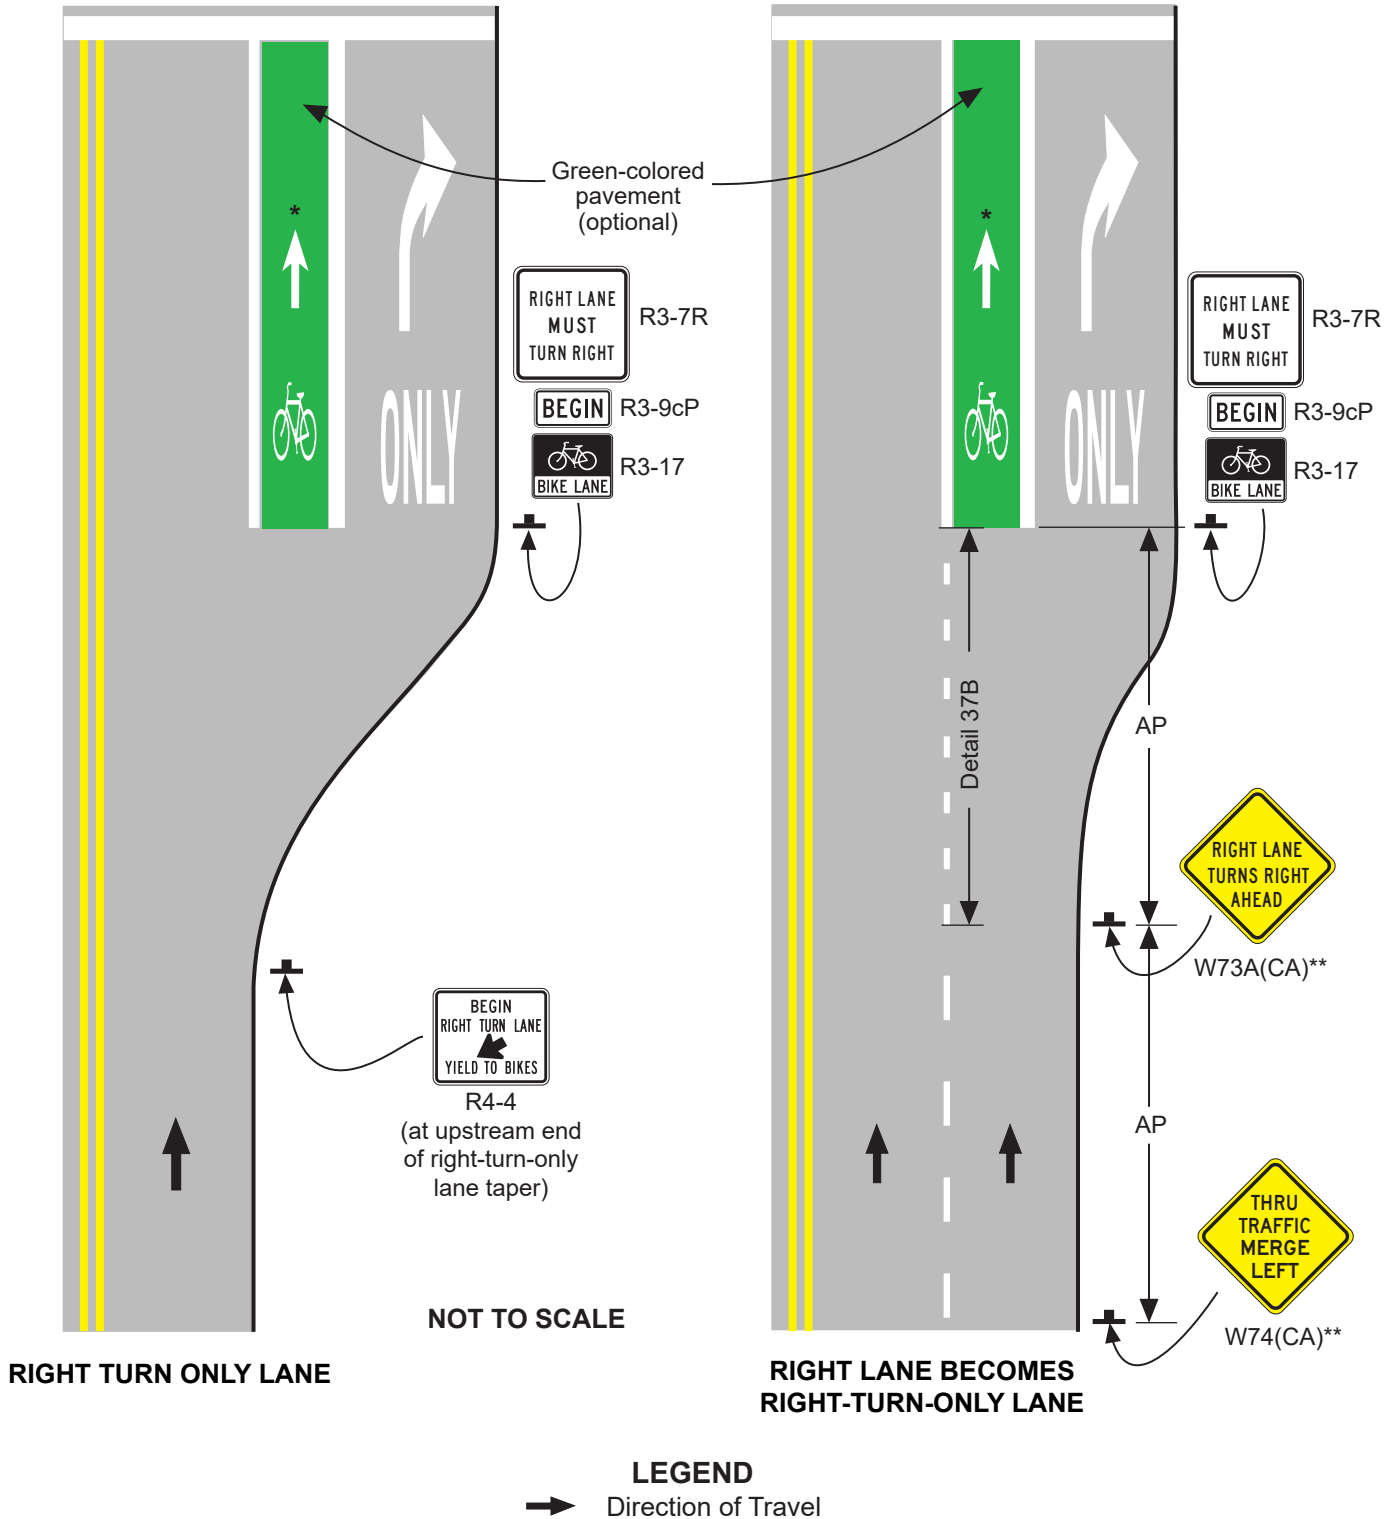 Green-colored
pavement
(optional)
*
ONLY
RIGHT LANE
MUST
TURN RIGHT
R3-7R
BEGIN
R3-9cP
BIKE LANE
R3-17
BEGIN
RIGHT TURN LANE
YIELD TO BIKES
R4-4
(at upstream end
of right-turn-only
lane taper)
NOT TO SCALE
RIGHT TURN ONLY LANE
*
ONLY
RIGHT LANE
MUST
TURN RIGHT
R3-7R
BEGIN
R3-9cP
BIKE LANE
R3-17
Detail 37B
AP
RIGHT LANE
TURNS RIGHT
AHEAD
W73A(CA)**
AP
THRU
TRAFFIC
MERGE
LEFT
W74(CA)**
RIGHT LANE BECOMES
RIGHT-TURN-ONLY LANE
LEGEND
Direction of Travel